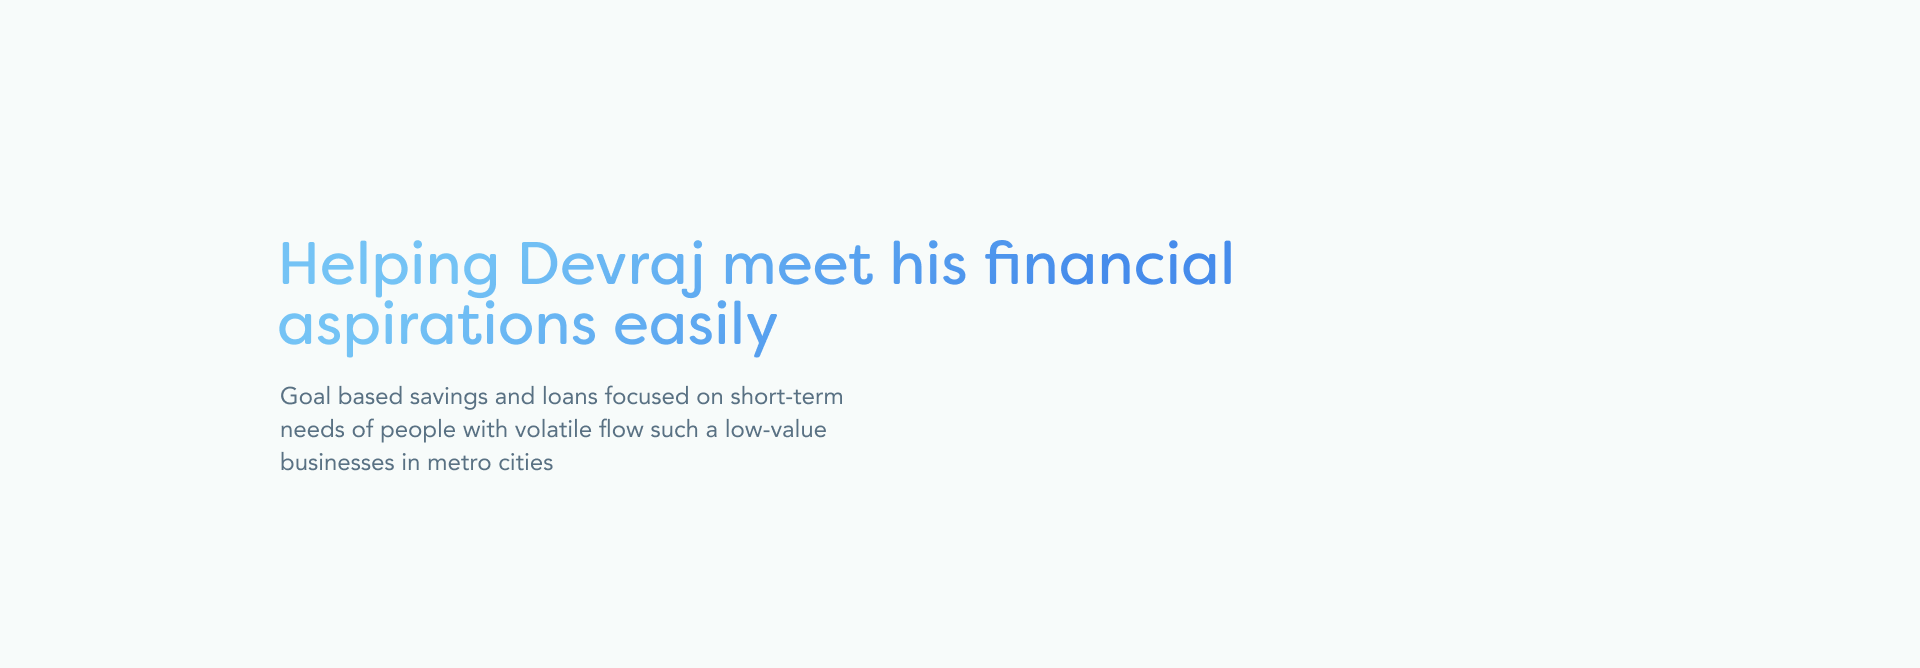 Helping Devraj meet his financial
aspirations easily
Goal based savings and loans focused on short-term
needs of people with volatile flow such a low-value
businesses in metro cities